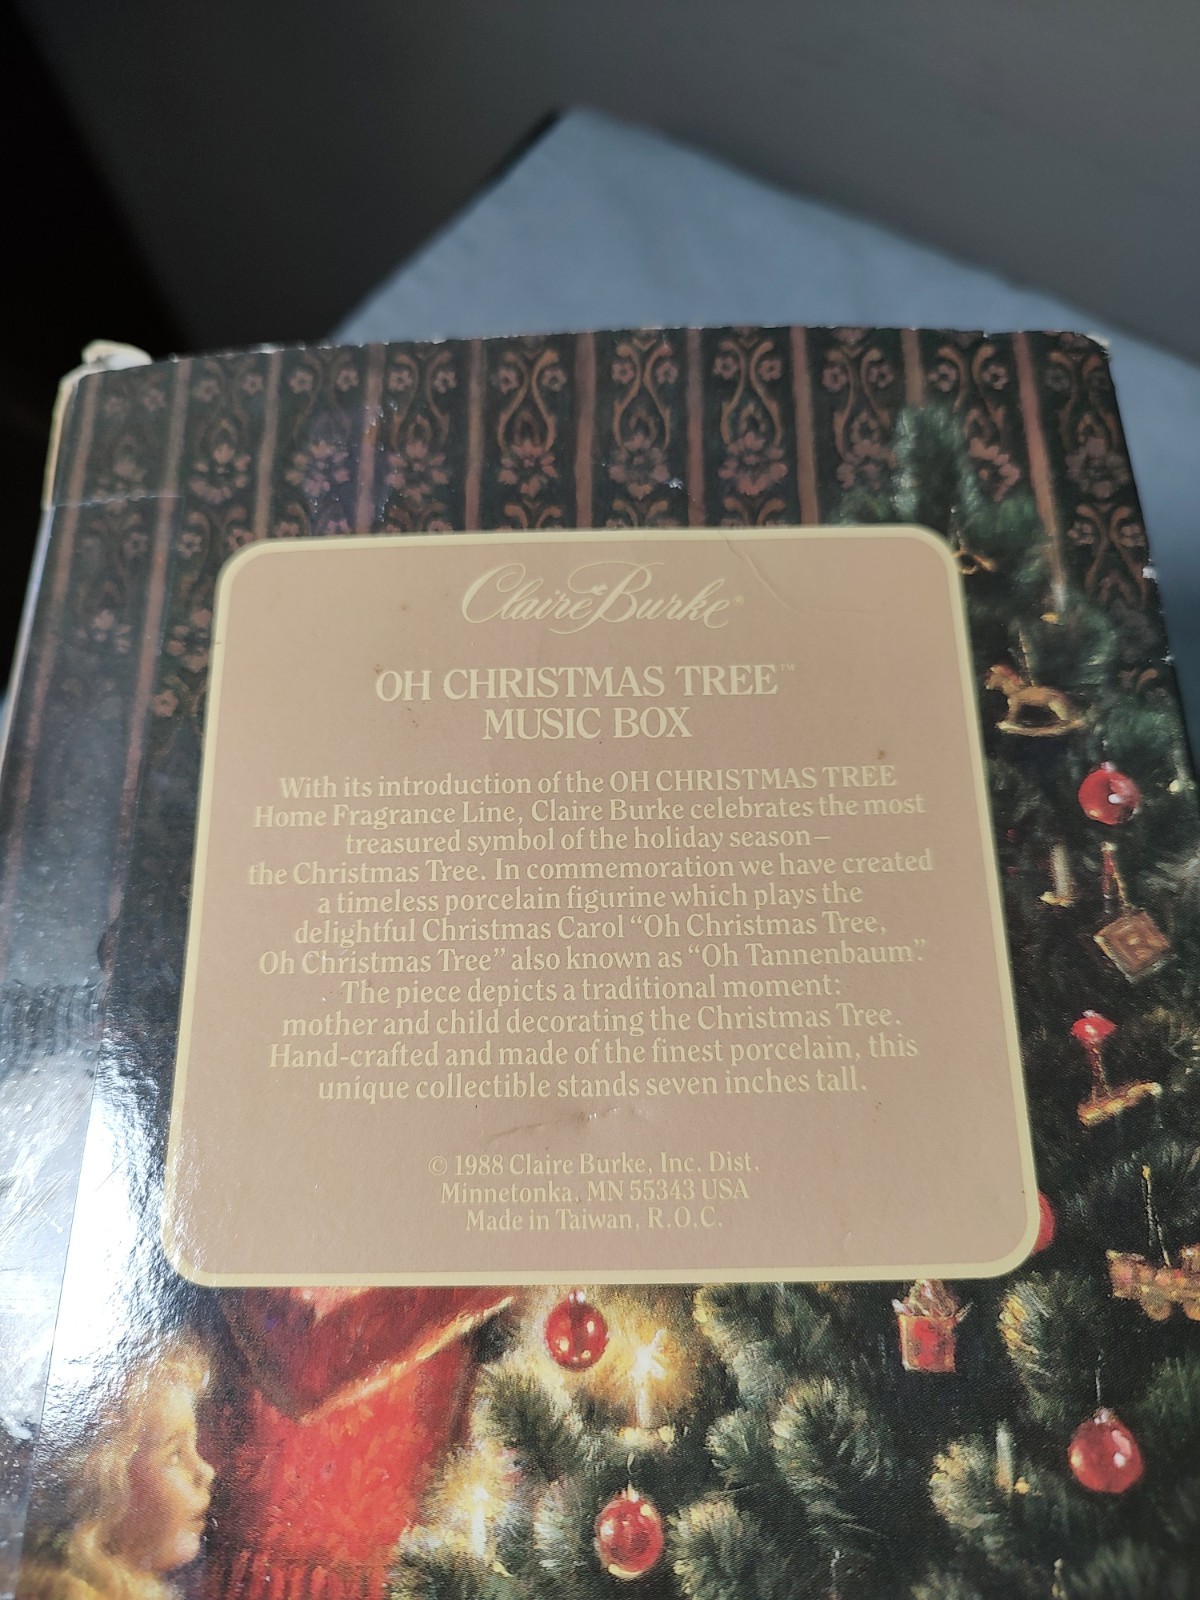 Claire Burke®
OH CHRISTMAS TREE™
MUSIC BOX
With its introduction of the OH CHRISTMAS TREE
Home Fragrance Line, Claire Burke celebrates the most
treasured symbol of the holiday season—
the Christmas Tree. In commemoration we have created
a timeless porcelain figurine which plays the
delightful Christmas Carol “Oh Christmas Tree,
Oh Christmas Tree” also known as “Oh Tannenbaum.”
The piece depicts a traditional moment:
mother and child decorating the Christmas Tree.
Hand-crafted and made of the finest porcelain, this
unique collectible stands seven inches tall.
© 1988 Claire Burke, Inc. Dist.
Minnetonka, MN 55343 USA
Made in Taiwan, R.O.C.